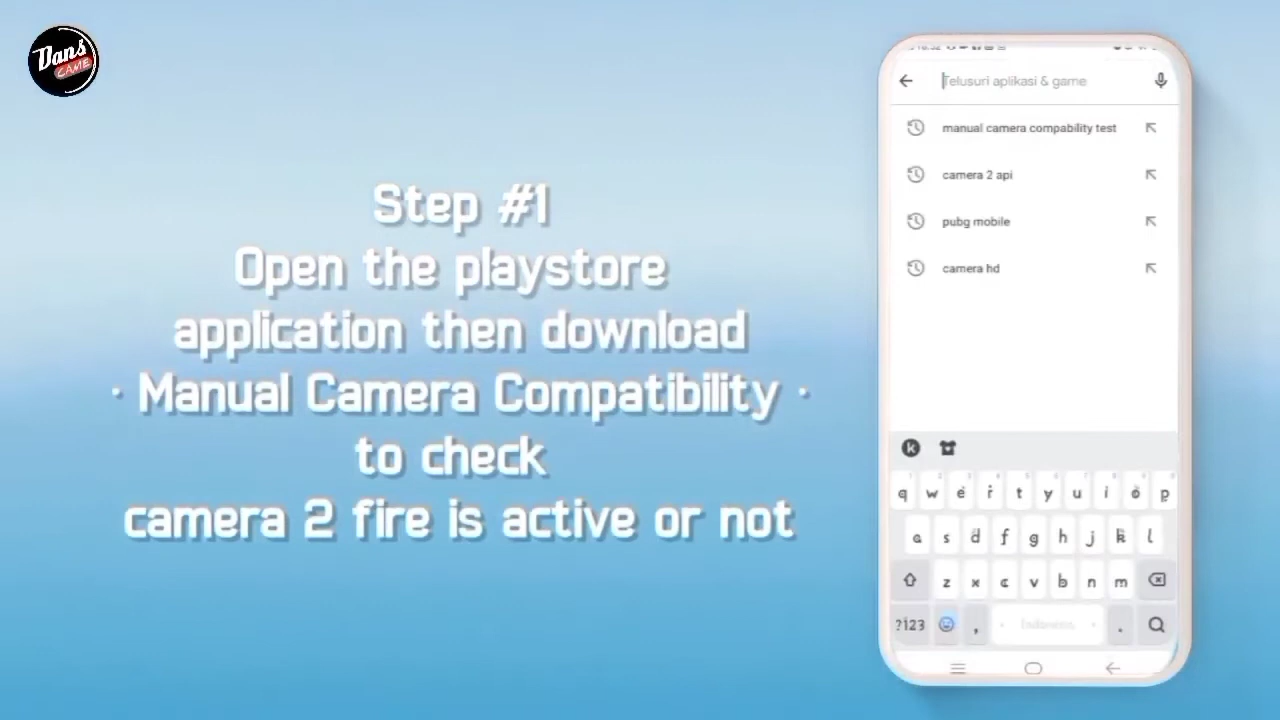 Dans
GAME
Step #1
Open the playstore
application then download
· Manual Camera Compatibility ·
to check
camera 2 fire is active or not
Telusuri aplikasi & game
manual camera compability test
camera 2 api
pubg mobile
camera hd
q w e r t y u i o p
a s d f g h j k l
z x c v b n m
?123 , Indonesia .